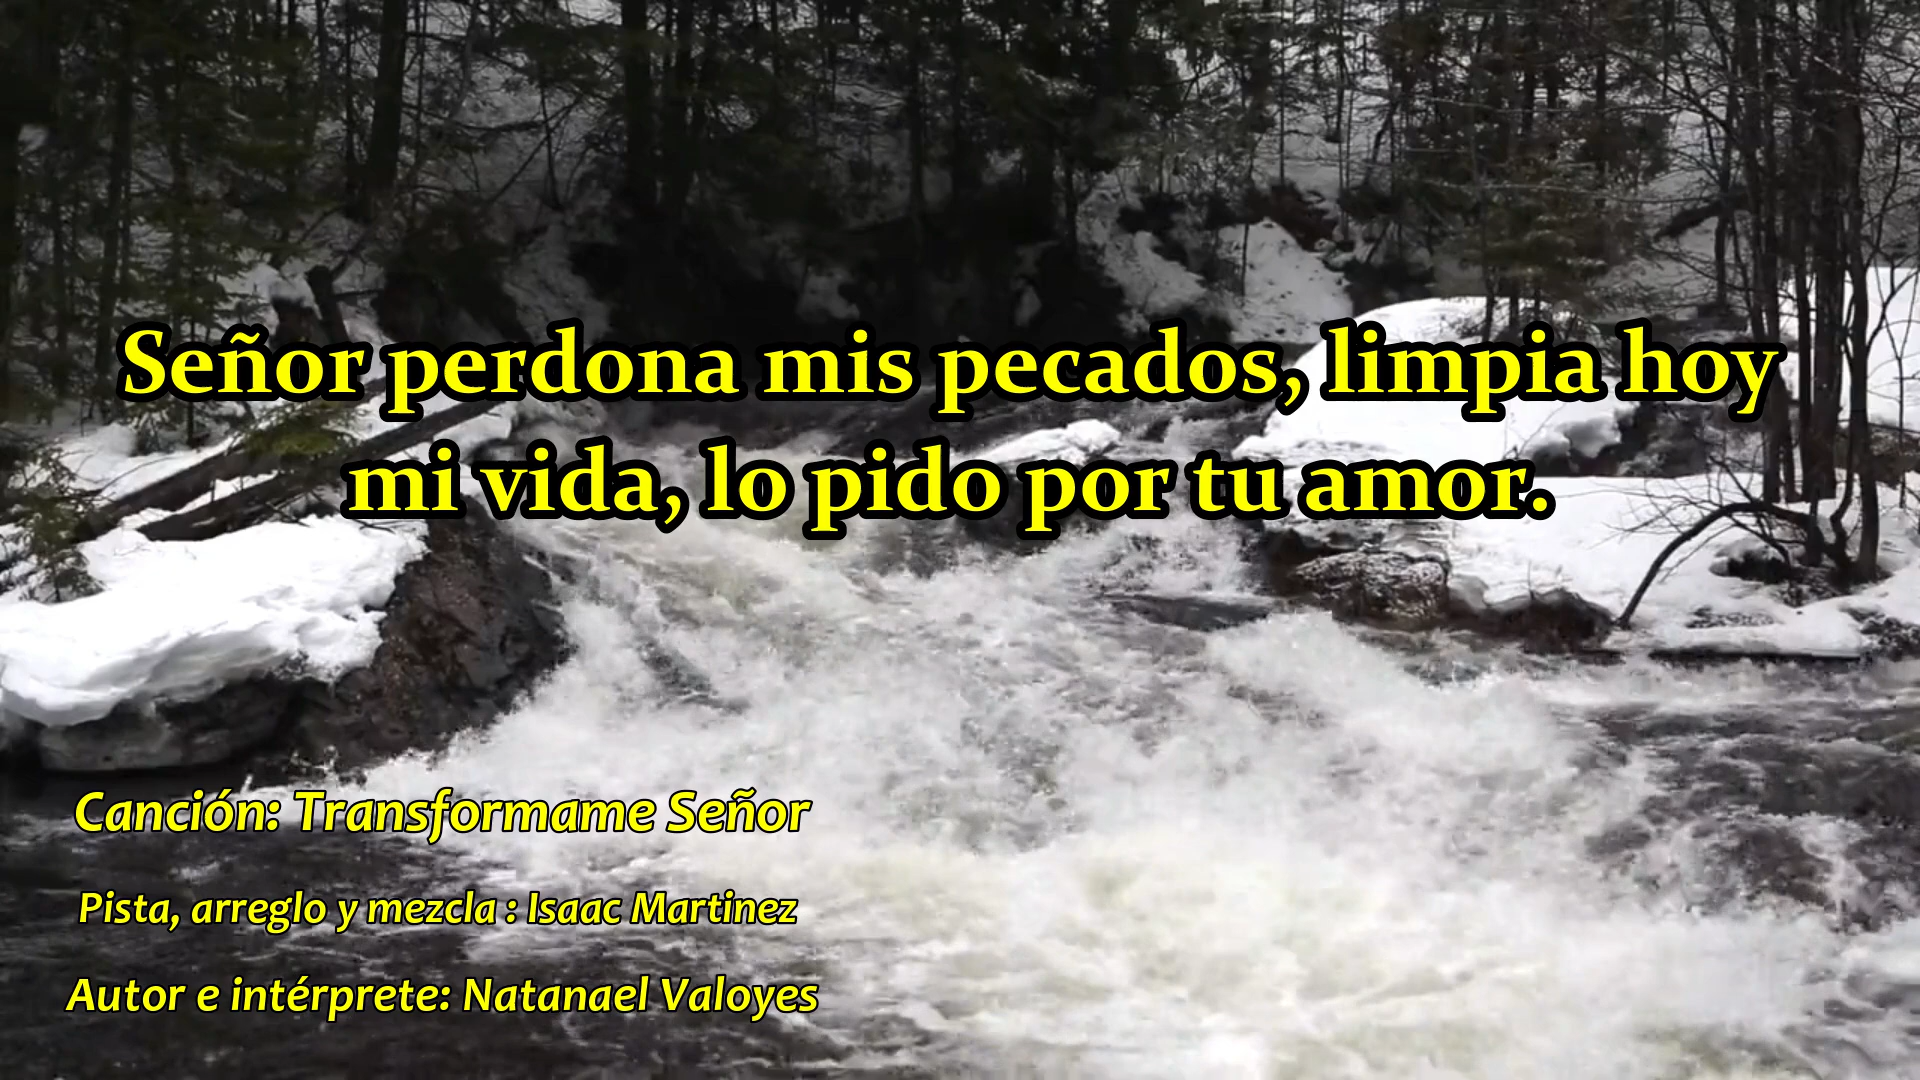 Señor perdona mis pecados, limpia hoy
mi vida, lo pido por tu amor.
Canción: Transformame Señor
Pista, arreglo y mezcla : Isaac Martinez
Autor e intérprete: Natanael Valoyes